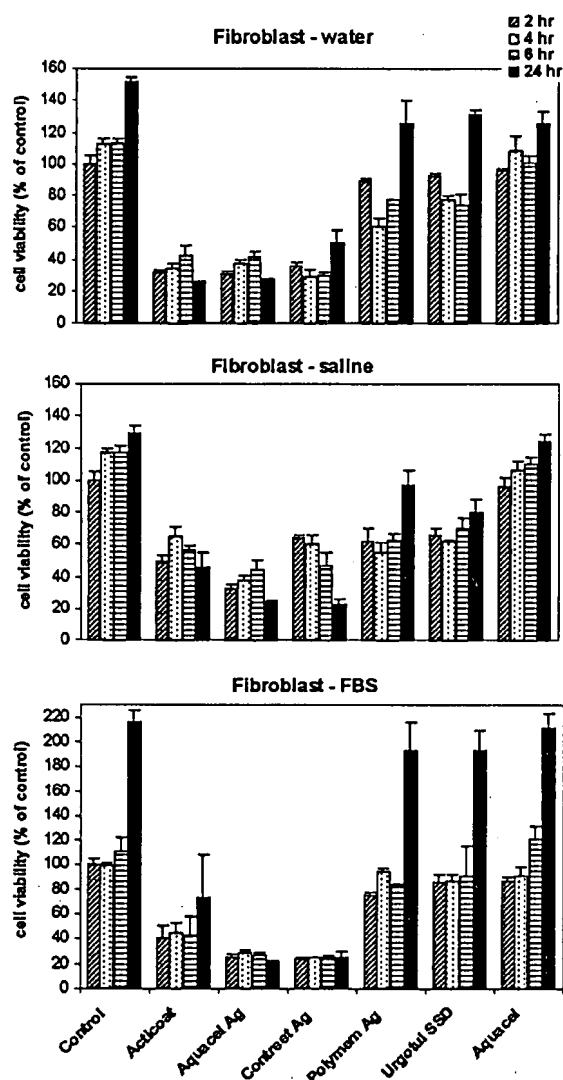 2 hr
4 hr
6 hr
24 hr
Fibroblast - water
cell viability (% of control)
160
140
120
100
80
60
40
20
0
Fibroblast - saline
cell viability (% of control)
160
140
120
100
80
60
40
20
0
Fibroblast - FBS
cell viability (% of control)
220
200
180
160
140
120
100
80
60
40
20
0
Control
Acticoat
Aquacel Ag
Contreet Ag
Polymem Ag
Urgotul SSD
Aquacel